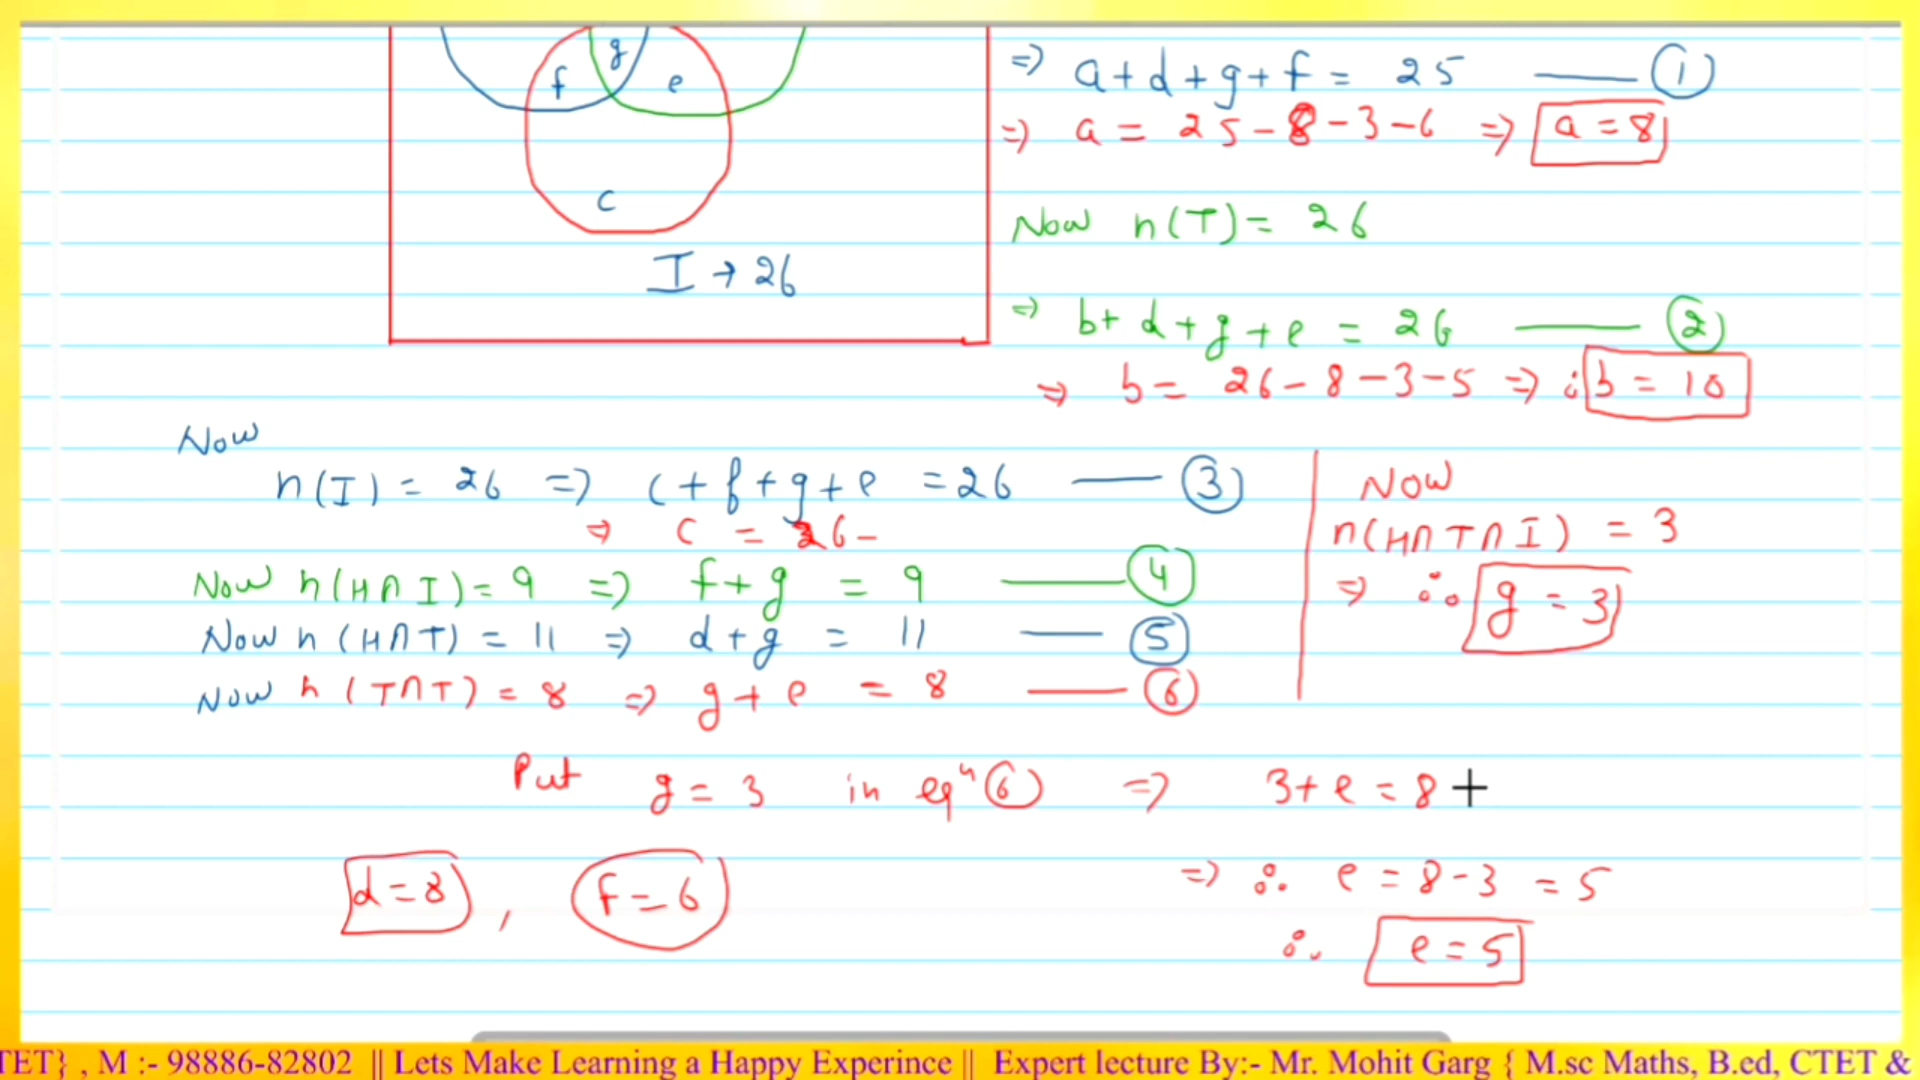 g
f e
c
I → 26
⇒ a+d+g+f = 25 —— ①
⇒ a = 25-8-3-6 ⇒ a = 8
Now n(T) = 26
⇒ b+d+g+e = 26 —— ②
⇒ b = 26-8-3-5 ⇒ ∴ b = 10
Now
n(I) = 26 ⇒ c+f+g+e = 26 —— ③
⇒ c = 26-
Now n(H∩I) = 9 ⇒ f+g = 9 —— ④
Now n(H∩T) = 11 ⇒ d+g = 11 —— ⑤
Now n(T∩T) = 8 ⇒ g+e = 8 —— ⑥
Now
n(H∩T∩I) = 3
⇒ ∴ g = 3
Put g = 3 in eqⁿ ⑥ ⇒ 3+e = 8
⇒ ∴ e = 8-3 = 5
d = 8 , f = 6
∴ e = 5
TET} , M :- 98886-82802 || Lets Make Learning a Happy Experince || Expert lecture By:- Mr. Mohit Garg { M.sc Maths, B.ed, CTET &